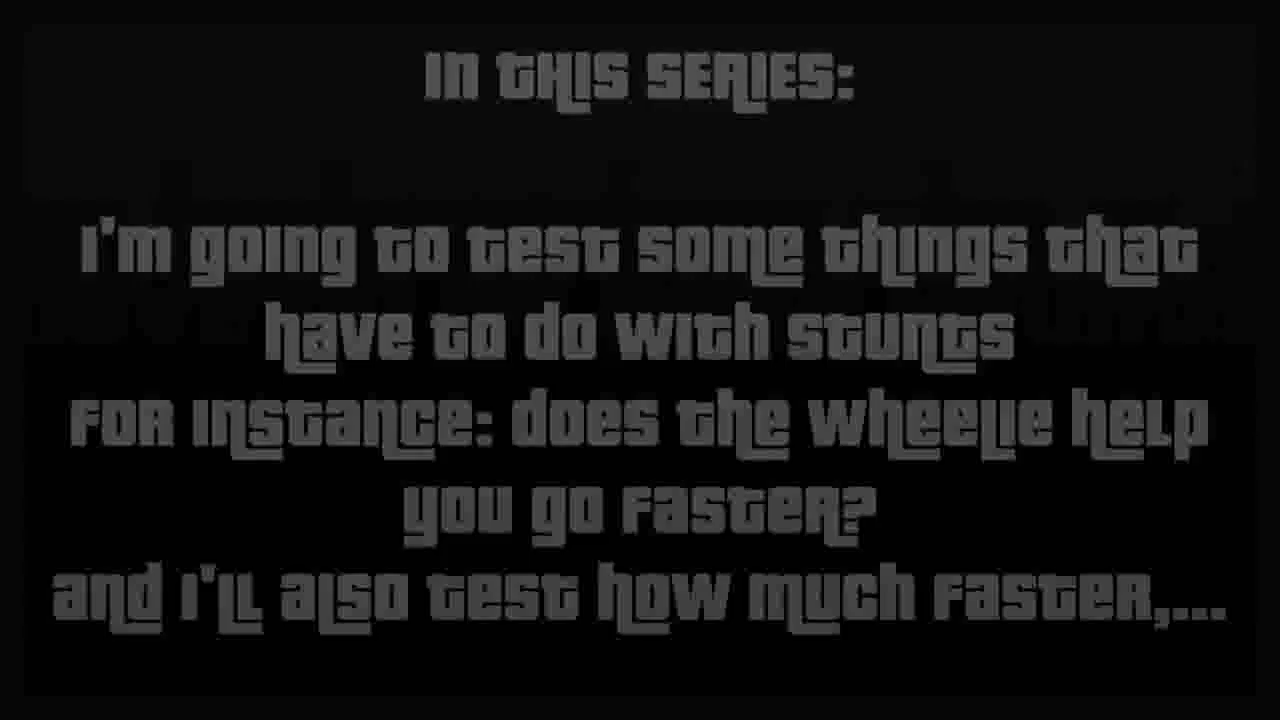 In this series:
I'm going to test some things that
have to do with stunts
For instance: does the wheelie help
you go faster?
and I'll also test how much faster,...